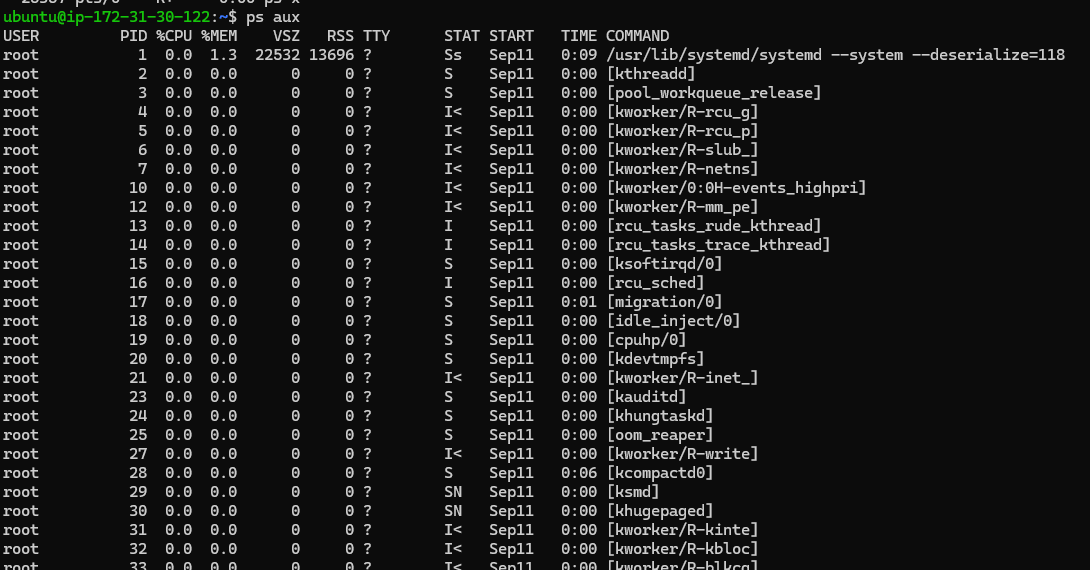 ubuntu@ip-172-31-30-122:~$ ps aux
USER PID %CPU %MEM VSZ RSS TTY STAT START TIME COMMAND
root 1 0.0 1.3 22532 13696 ? Ss Sep11 0:09 /usr/lib/systemd/systemd --system --deserialize=118
root 2 0.0 0.0 0 0 ? S Sep11 0:00 [kthreadd]
root 3 0.0 0.0 0 0 ? S Sep11 0:00 [pool_workqueue_release]
root 4 0.0 0.0 0 0 ? I< Sep11 0:00 [kworker/R-rcu_g]
root 5 0.0 0.0 0 0 ? I< Sep11 0:00 [kworker/R-rcu_p]
root 6 0.0 0.0 0 0 ? I< Sep11 0:00 [kworker/R-slub_]
root 7 0.0 0.0 0 0 ? I< Sep11 0:00 [kworker/R-netns]
root 10 0.0 0.0 0 0 ? I< Sep11 0:00 [kworker/0:0H-events_highpri]
root 12 0.0 0.0 0 0 ? I< Sep11 0:00 [kworker/R-mm_pe]
root 13 0.0 0.0 0 0 ? I Sep11 0:00 [rcu_tasks_rude_kthread]
root 14 0.0 0.0 0 0 ? I Sep11 0:00 [rcu_tasks_trace_kthread]
root 15 0.0 0.0 0 0 ? S Sep11 0:00 [ksoftirqd/0]
root 16 0.0 0.0 0 0 ? I Sep11 0:00 [rcu_sched]
root 17 0.0 0.0 0 0 ? S Sep11 0:01 [migration/0]
root 18 0.0 0.0 0 0 ? S Sep11 0:00 [idle_inject/0]
root 19 0.0 0.0 0 0 ? S Sep11 0:00 [cpuhp/0]
root 20 0.0 0.0 0 0 ? S Sep11 0:00 [kdevtmpfs]
root 21 0.0 0.0 0 0 ? I< Sep11 0:00 [kworker/R-inet_]
root 23 0.0 0.0 0 0 ? S Sep11 0:00 [kauditd]
root 24 0.0 0.0 0 0 ? S Sep11 0:00 [khungtaskd]
root 25 0.0 0.0 0 0 ? S Sep11 0:00 [oom_reaper]
root 27 0.0 0.0 0 0 ? I< Sep11 0:00 [kworker/R-write]
root 28 0.0 0.0 0 0 ? S Sep11 0:06 [kcompactd0]
root 29 0.0 0.0 0 0 ? SN Sep11 0:00 [ksmd]
root 30 0.0 0.0 0 0 ? SN Sep11 0:00 [khugepaged]
root 31 0.0 0.0 0 0 ? I< Sep11 0:00 [kworker/R-kinte]
root 32 0.0 0.0 0 0 ? I< Sep11 0:00 [kworker/R-kbloc]
root 33 0.0 0.0 0 0 ? I< Sep11 0:00 [kworker/R-blkcg]